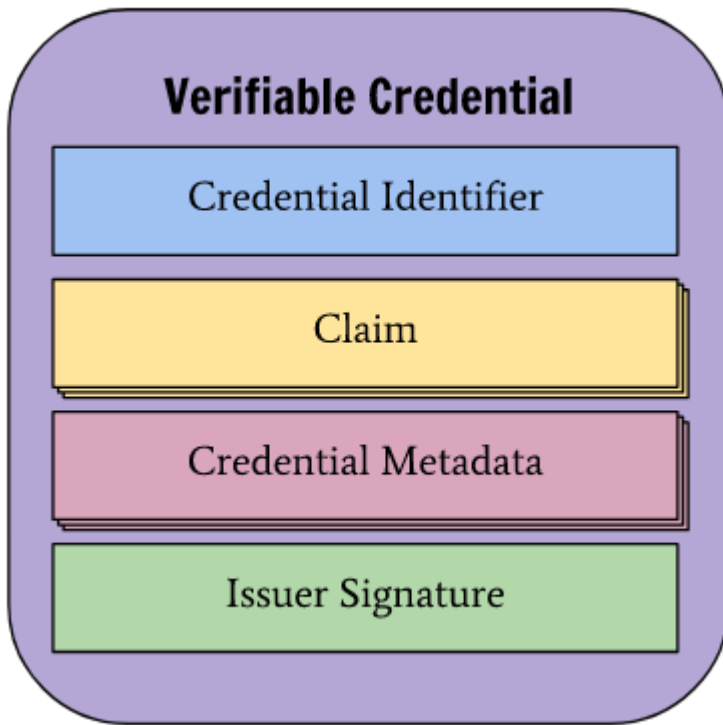 Verifiable Credential
Credential Identifier
Claim
Credential Metadata
Issuer Signature